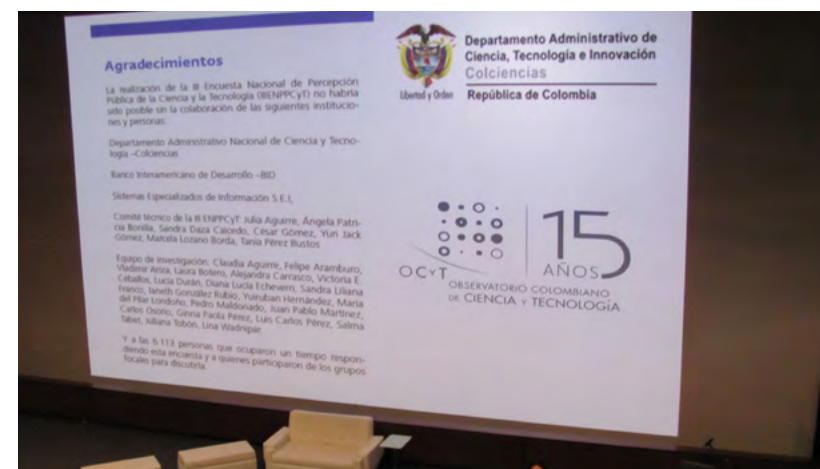 Agradecimientos
La realización de la III Encuesta Nacional de Percepción
Pública de la Ciencia y la Tecnología (IIIENPPCyT) no habría
sido posible sin la colaboración de las siguientes institucio-
nes y personas:
Departamento Administrativo Nacional de Ciencia y Tecno-
logía –Colciencias
Banco Interamericano de Desarrollo –BID
Sistemas Especializados de Información S.E.I,
Comité técnico de la III ENPPCyT: Julia Aguirre, Ángela Patri-
cia Bonilla, Sandra Daza Caicedo, César Gómez, Yuri Jack
Gómez, Marcela Lozano Borda, Tania Pérez Bustos
Equipo de investigación: Claudia Aguirre, Felipe Aramburo,
Vladimir Ariza, Laura Botero, Alejandra Carrasco, Victoria E.
Ceballos, Lucía Durán, Diana Lucía Echeverri, Sandra Liliana
Franco, Janeth González Rubio, Yuruban Hernández, María
del Pilar Londoño, Pedro Maldonado, Juan Pablo Martínez,
Carlos Osorio, Ginna Paola Pérez, Luis Carlos Pérez, Salma
Tabet, Juliana Tobón, Lina
Y a las 6.113 personas que ocuparon un tiempo respon-
diendo esta encuesta y a quienes participaron de los grupos
focales para discutirla.
Departamento Administrativo de
Ciencia, Tecnología e Innovación
Colciencias
Libertad y Orden
República de Colombia
OCyT
15
AÑOS
OBSERVATORIO COLOMBIANO
DE CIENCIA Y TECNOLOGÍA